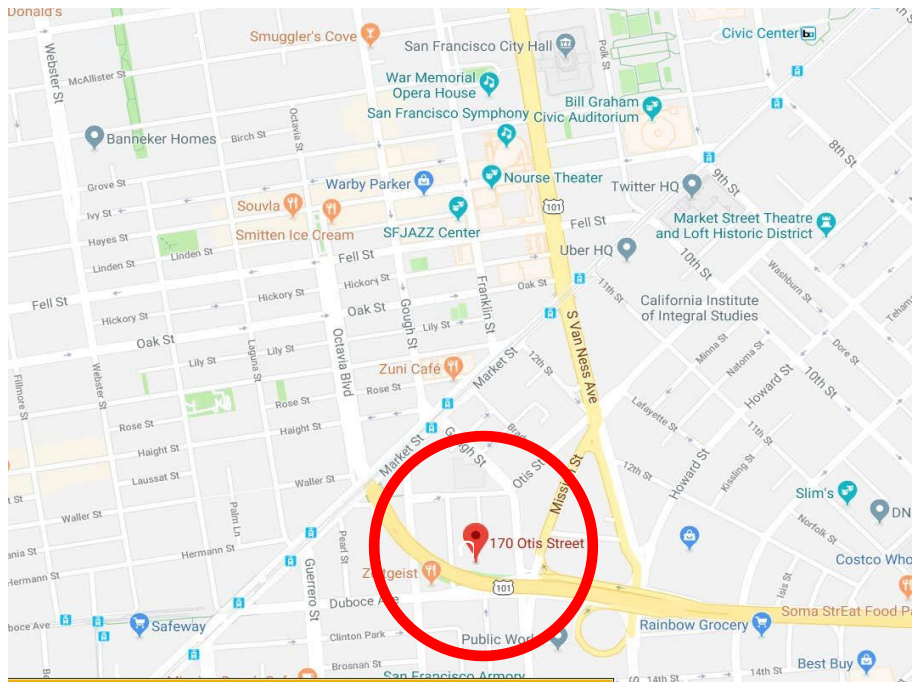 Donald's
Smuggler's Cove
San Francisco City Hall
Civic Center
Webster St
McAllister St
Polk St
War Memorial
Opera House
San Francisco Symphony
Bill Graham
Civic Auditorium
Octavia St
Banneker Homes
Birch St
8th St
Grove St
Warby Parker
Nourse Theater
Twitter HQ
9th St
Ivy St
Souvla
101
Hayes St
Smitten Ice Cream
SFJAZZ Center
Fell St
Market Street Theatre
and Loft Historic District
Linden St
Linden St
Fell St
Uber HQ
10th St
Washburn St
Fell St
Hickory St
Hickory St
Oak St
11th St
California Institute
of Integral Studies
Tehama
Hickory St
Oak St
Gough St
Franklin St
Lily St
S Van Ness Ave
Oak St
Octavia Blvd
Minna St
Natoma St
Dore St
Lily St
Laguna St
Lily St
Zuni Café
Market St
12th St
Howard St
10th St
Fillmore St
Webster St
Rose St
Rose St
Rose St
Lafayette St
11th St
Haight St
Haight St
Market St
Gough St
Brad
Otis St
Mission St
12th St
Howard St
Kissling St
Laussat St
Waller St
Slim's
Waller St
Palm Ln
DN
Norfolk St
Pearl St
170 Otis Street
Hermann St
Hermann St
Costco Who
Guerrero St
Zeitgeist
101
Isis St
Duboce Ave
Soma StrEat Food Pa
boce Ave
Safeway
Rainbow Grocery
Clinton Park
Public Work
Brosnan St
Best Buy
San Francisco Armory
14th St
14th St